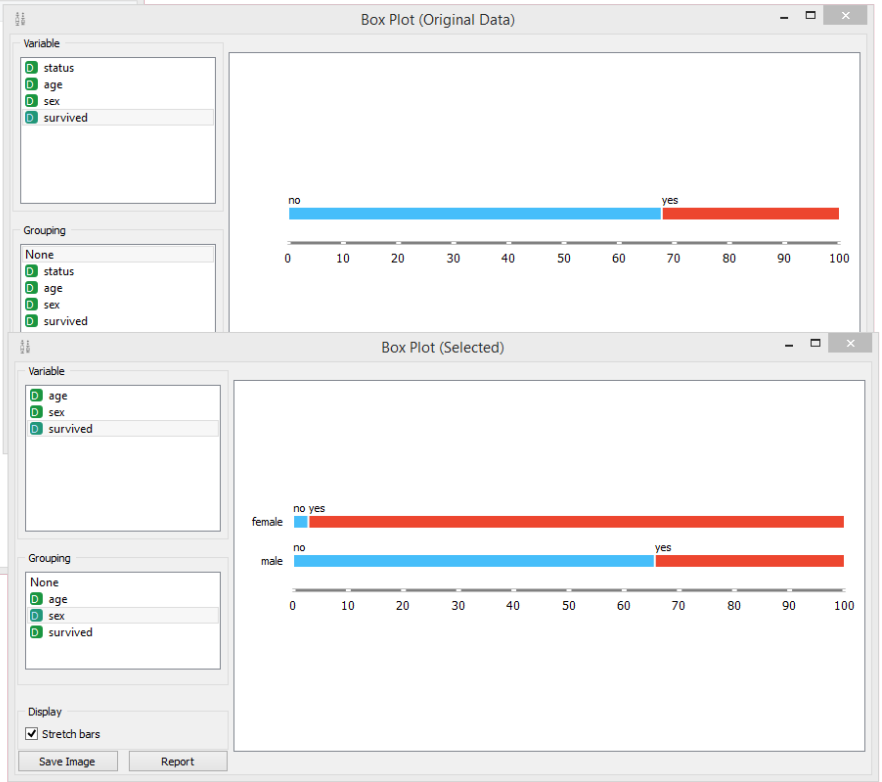 Box Plot (Original Data)
Variable
D status
D age
D sex
D survived
no yes
0 10 20 30 40 50 60 70 80 90 100
Grouping
None
D status
D age
D sex
D survived
Box Plot (Selected)
Variable
D age
D sex
D survived
no yes
female
no yes
male
0 10 20 30 40 50 60 70 80 90 100
Grouping
None
D age
D sex
D survived
Display
Stretch bars
Save Image Report